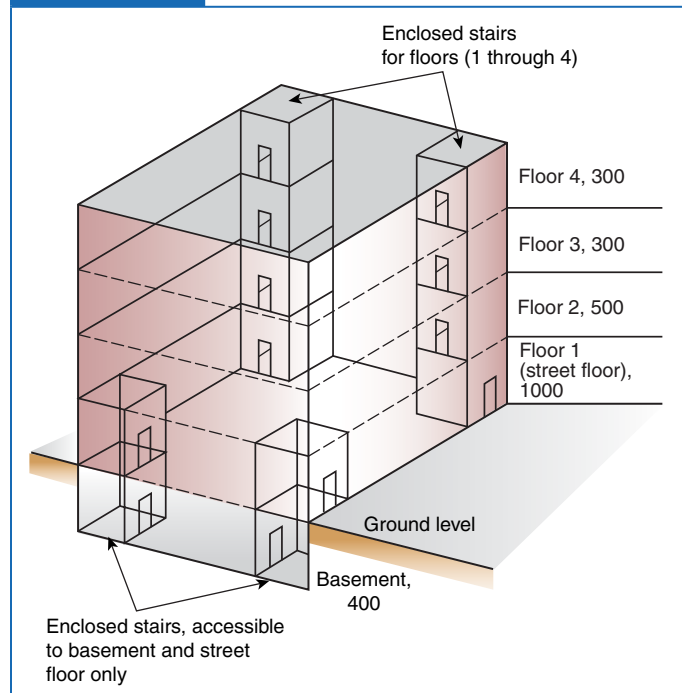 Enclosed stairs
for floors (1 through 4)
Floor 4, 300
Floor 3, 300
Floor 2, 500
Floor 1
(street floor),
1000
Ground level
Basement,
400
Enclosed stairs, accessible
to basement and street
floor only